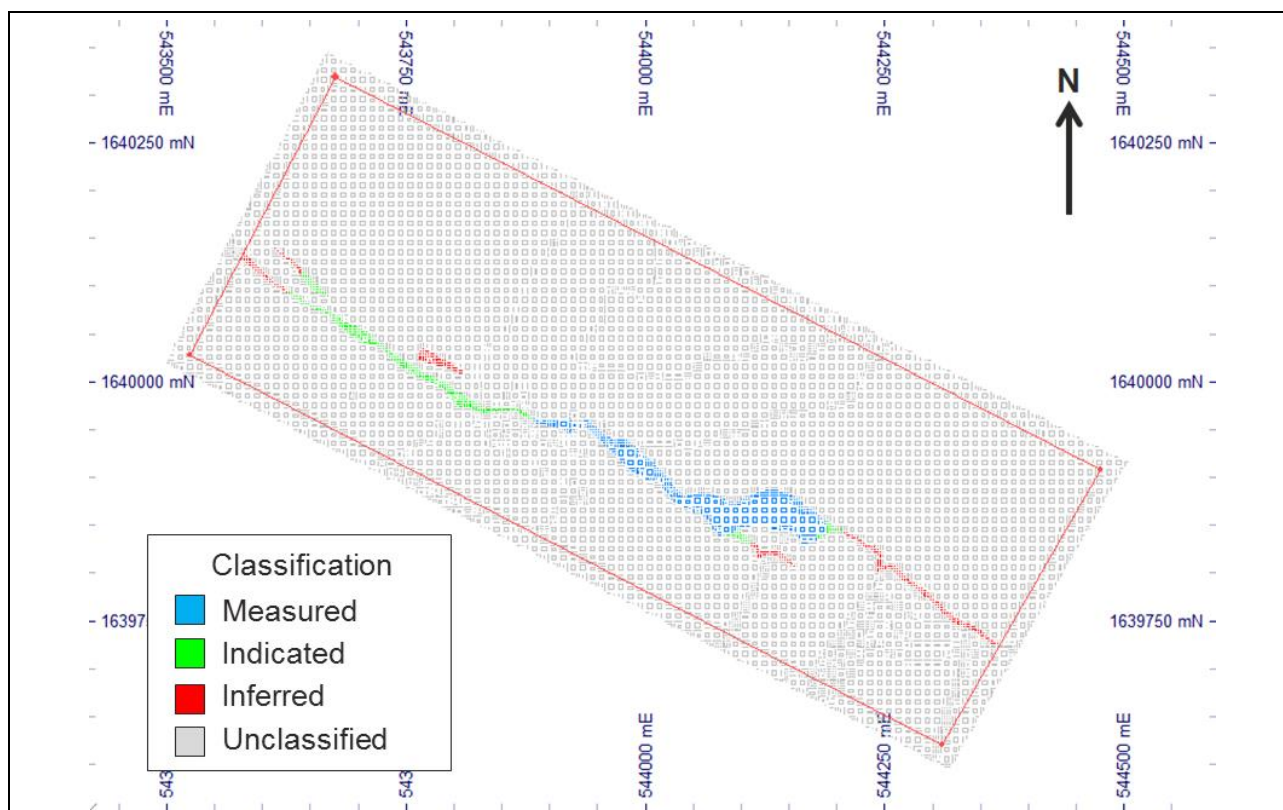 543500 mE
543750 mE
544000 mE
544250 mE
544500 mE
N
1640250 mN
1640250 mN
1640000 mN
1640000 mN
1639750 mN
Classification
Measured
Indicated
Inferred
Unclassified
544000 mE
544250 mE
544500 mE